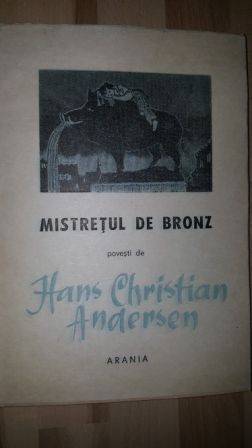 MISTREȚUL DE BRONZ
povești de
Hans Christian
Andersen
ARANIA